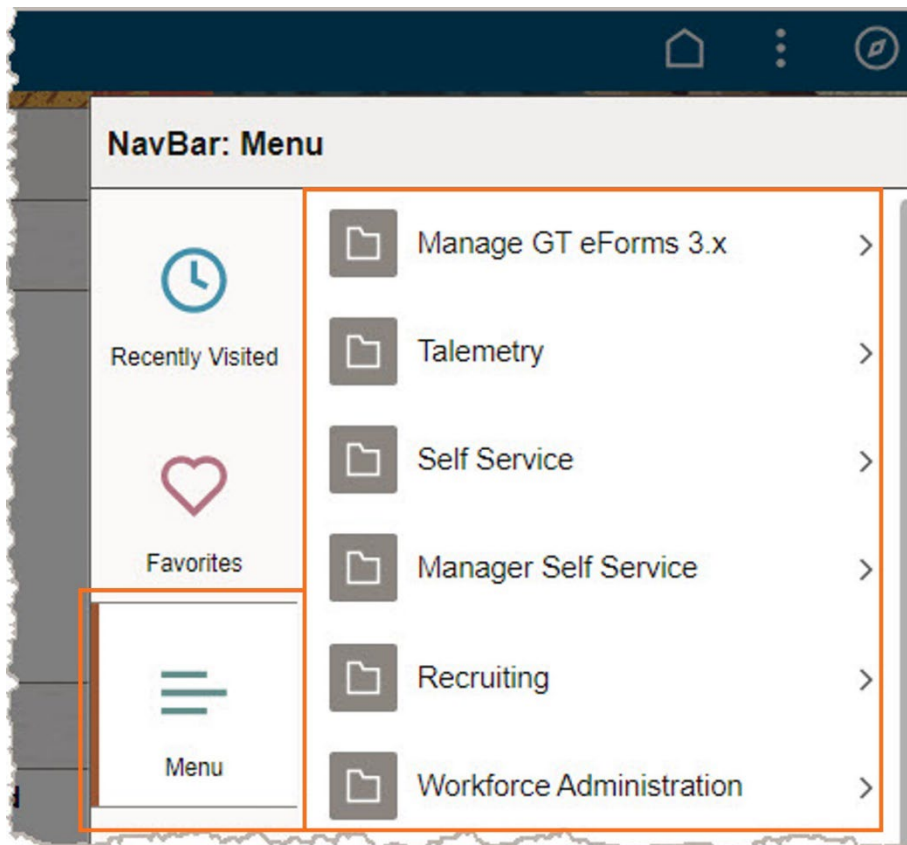 NavBar: Menu
Recently Visited
Favorites
Menu
Manage GT eForms 3.x
Talemetry
Self Service
Manager Self Service
Recruiting
Workforce Administration